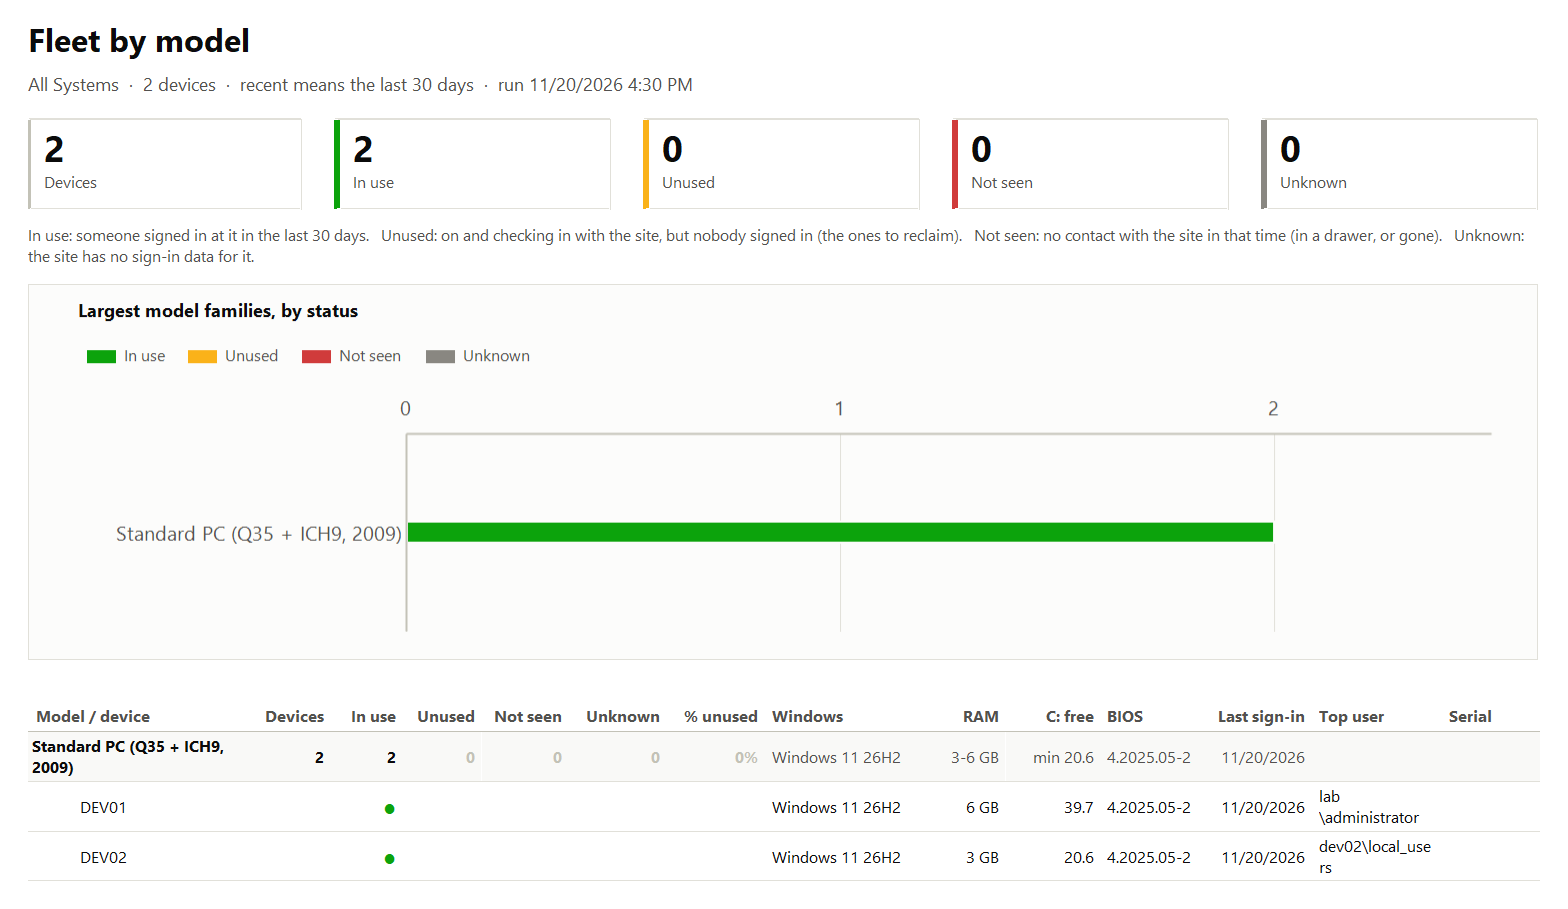 Fleet by model
All Systems · 2 devices · recent means the last 30 days · run 11/20/2026 4:30 PM
2
Devices
2
In use
0
Unused
0
Not seen
0
Unknown
In use: someone signed in at it in the last 30 days. Unused: on and checking in with the site, but nobody signed in (the ones to reclaim). Not seen: no contact with the site in that time (in a drawer, or gone). Unknown:
the site has no sign-in data for it.
Largest model families, by status
In use Unused Not seen Unknown
0 1 2
Standard PC (Q35 + ICH9, 2009)
Model / device Devices In use Unused Not seen Unknown % unused Windows RAM C: free BIOS Last sign-in Top user Serial
Standard PC (Q35 + ICH9,
2009) 2 2 0 0 0 0% Windows 11 26H2 3-6 GB min 20.6 4.2025.05-2 11/20/2026
DEV01 Windows 11 26H2 6 GB 39.7 4.2025.05-2 11/20/2026 lab
\administrator
DEV02 Windows 11 26H2 3 GB 20.6 4.2025.05-2 11/20/2026 dev02\local_use
rs